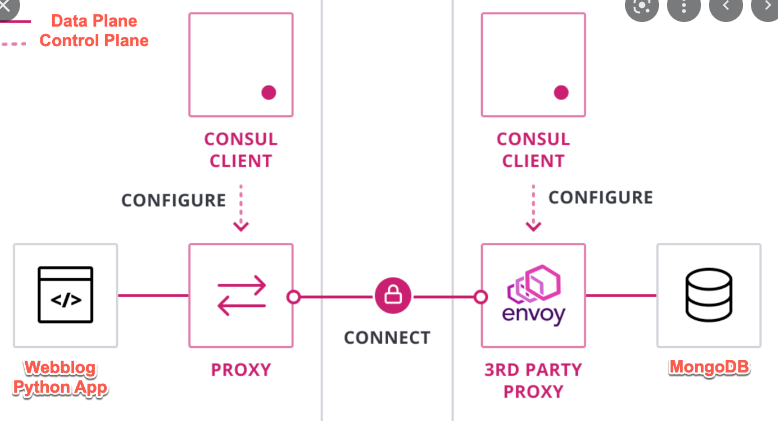 Data Plane
Control Plane
CONSUL
CLIENT
CONSUL
CLIENT
CONFIGURE
CONFIGURE
</>
envoy
CONNECT
Webblog
Python App
PROXY
3RD PARTY
PROXY
MongoDB